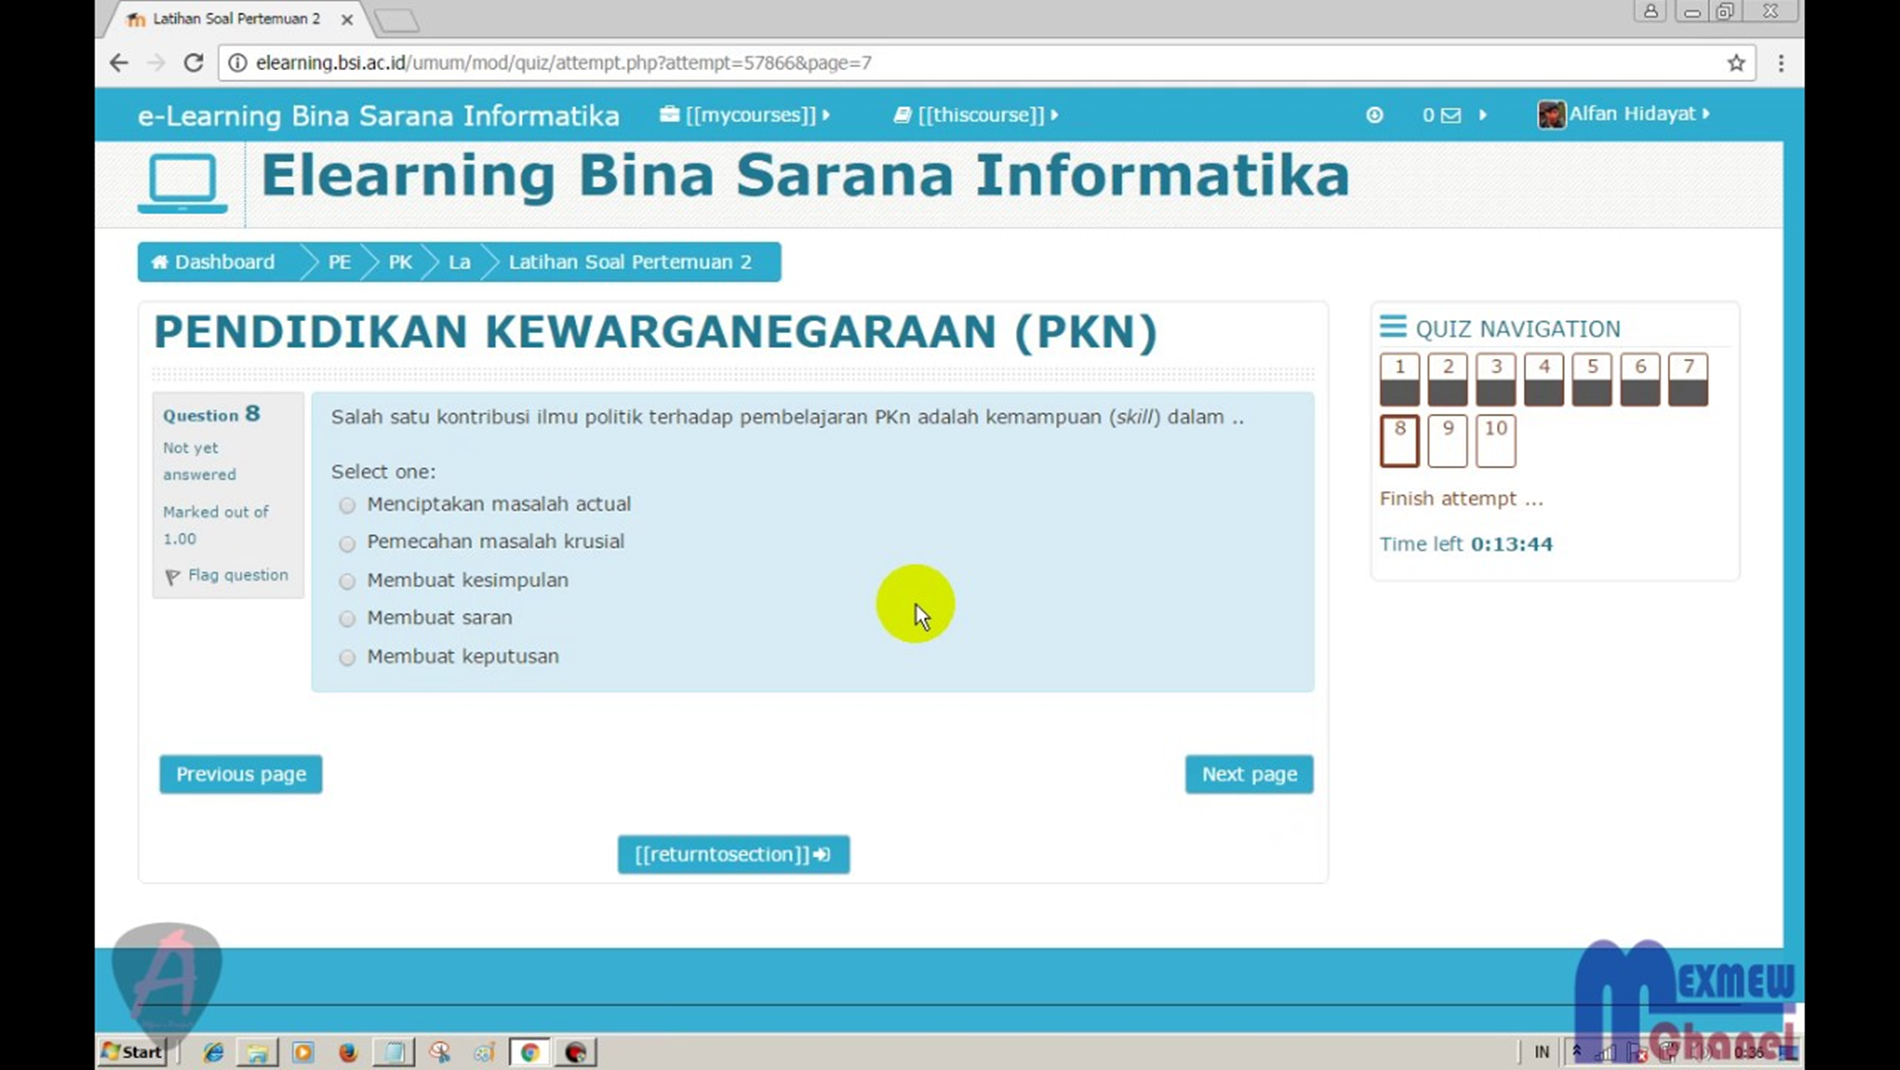 Latihan Soal Pertemuan 2
elearning.bsi.ac.id/umum/mod/quiz/attempt.php?attempt=57866&page=7
e-Learning Bina Sarana Informatika [[mycourses]] [[thiscourse]] 0 Alfan Hidayat
Elearning Bina Sarana Informatika
Dashboard PE PK La Latihan Soal Pertemuan 2
PENDIDIKAN KEWARGANEGARAAN (PKN)
Question 8
Not yet
answered
Marked out of
1.00
Flag question
Salah satu kontribusi ilmu politik terhadap pembelajaran PKn adalah kemampuan (skill) dalam ..
Select one:
Menciptakan masalah actual
Pemecahan masalah krusial
Membuat kesimpulan
Membuat saran
Membuat keputusan
Previous page
Next page
[[returntosection]]
QUIZ NAVIGATION
1 2 3 4 5 6 7
8 9 10
Finish attempt ...
Time left 0:13:44
A
MEXMEW
Chanel
Start
IN
0:36